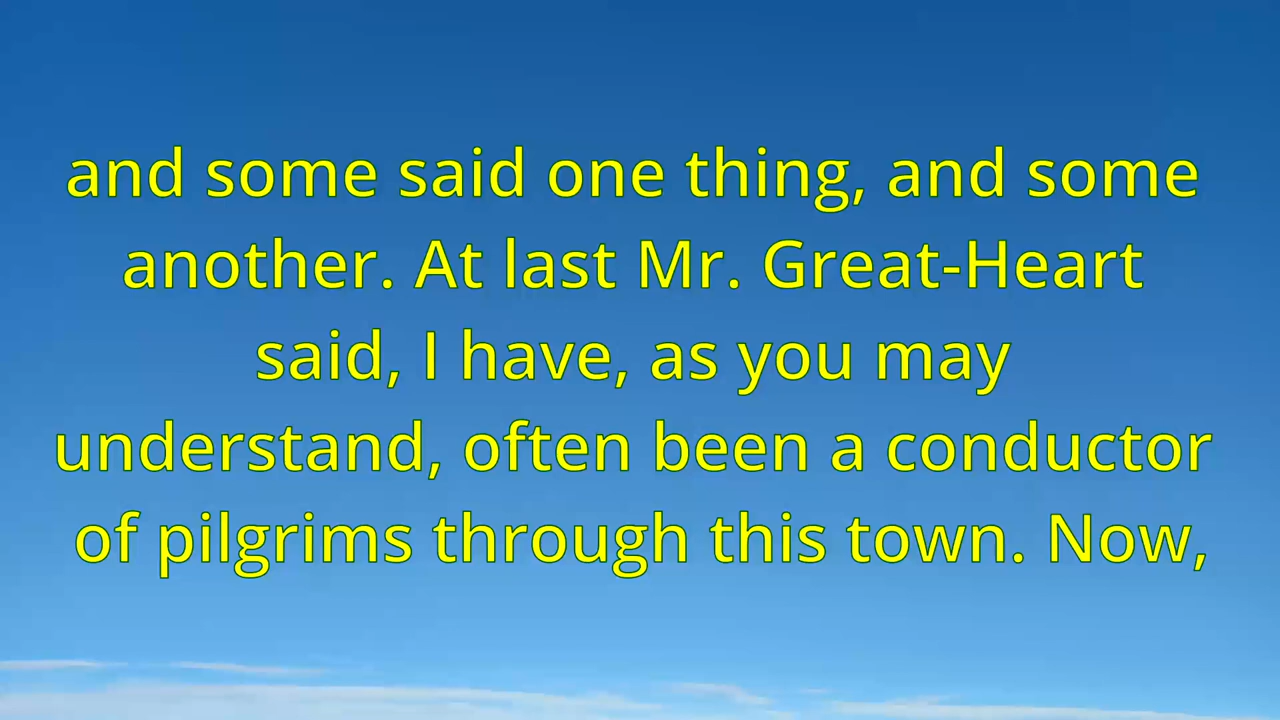 and some said one thing, and some
another. At last Mr. Great-Heart
said, I have, as you may
understand, often been a conductor
of pilgrims through this town. Now,